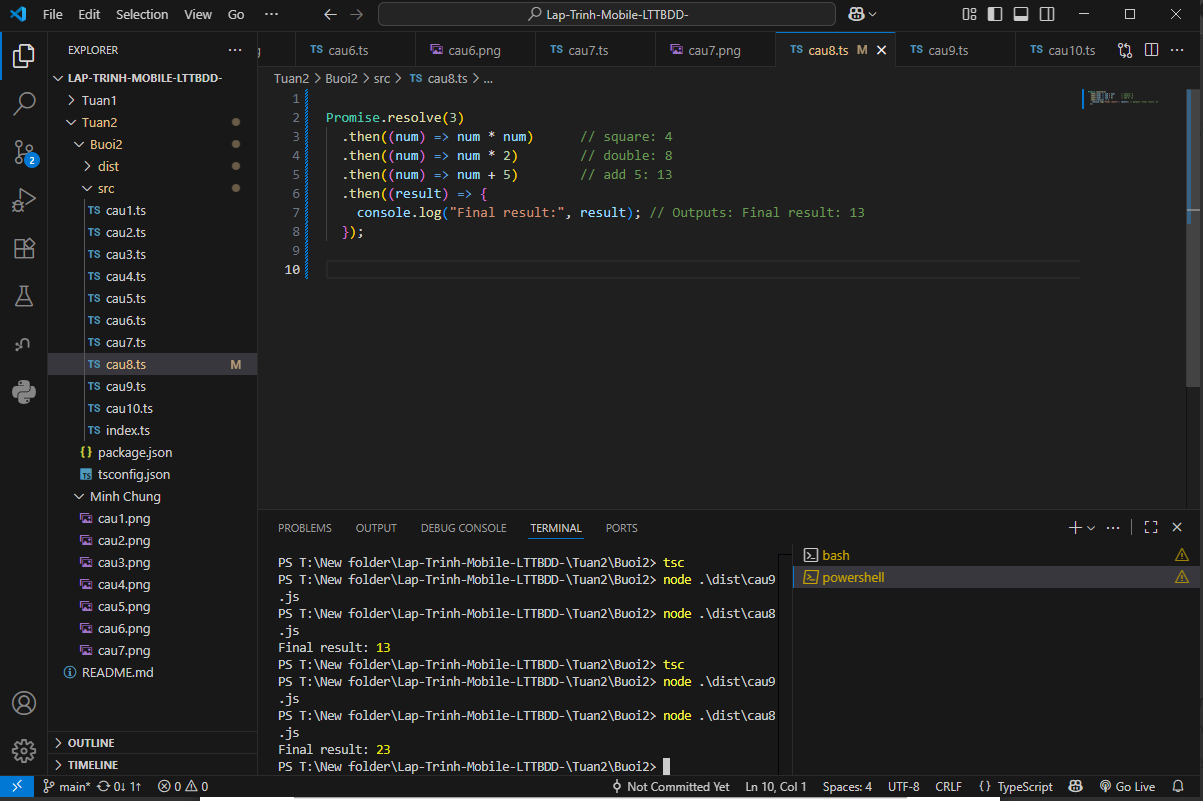 File Edit Selection View Go ··· Lap-Trinh-Mobile-LTTBDD-
EXPLORER ···
g TS cau6.ts cau6.png TS cau7.ts cau7.png TS cau8.ts M TS cau9.ts TS cau10.ts ···
Tuan2 > Buoi2 > src > TS cau8.ts > ...
LAP-TRINH-MOBILE-LTTBDD-
Tuan1
Tuan2
Buoi2
dist
src
TS cau1.ts
TS cau2.ts
TS cau3.ts
TS cau4.ts
TS cau5.ts
TS cau6.ts
TS cau7.ts
TS cau8.ts M
TS cau9.ts
TS cau10.ts
TS index.ts
{} package.json
TS tsconfig.json
Minh Chung
cau1.png
cau2.png
cau3.png
cau4.png
cau5.png
cau6.png
cau7.png
README.md
OUTLINE
TIMELINE
2
1
2 Promise.resolve(3)
3 .then((num) => num * num) // square: 4
4 .then((num) => num * 2) // double: 8
5 .then((num) => num + 5) // add 5: 13
6 .then((result) => {
7 console.log("Final result:", result); // Outputs: Final result: 13
8 });
9
10
PROBLEMS OUTPUT DEBUG CONSOLE TERMINAL PORTS
PS T:\New folder\Lap-Trinh-Mobile-LTTBDD-\Tuan2\Buoi2> tsc
PS T:\New folder\Lap-Trinh-Mobile-LTTBDD-\Tuan2\Buoi2> node .\dist\cau9
.js
PS T:\New folder\Lap-Trinh-Mobile-LTTBDD-\Tuan2\Buoi2> node .\dist\cau8
.js
Final result: 13
PS T:\New folder\Lap-Trinh-Mobile-LTTBDD-\Tuan2\Buoi2> tsc
PS T:\New folder\Lap-Trinh-Mobile-LTTBDD-\Tuan2\Buoi2> node .\dist\cau9
.js
PS T:\New folder\Lap-Trinh-Mobile-LTTBDD-\Tuan2\Buoi2> node .\dist\cau8
.js
Final result: 23
PS T:\New folder\Lap-Trinh-Mobile-LTTBDD-\Tuan2\Buoi2>
bash
powershell
main* 0↓ 1↑ 0 0 Not Committed Yet Ln 10, Col 1 Spaces: 4 UTF-8 CRLF {} TypeScript Go Live